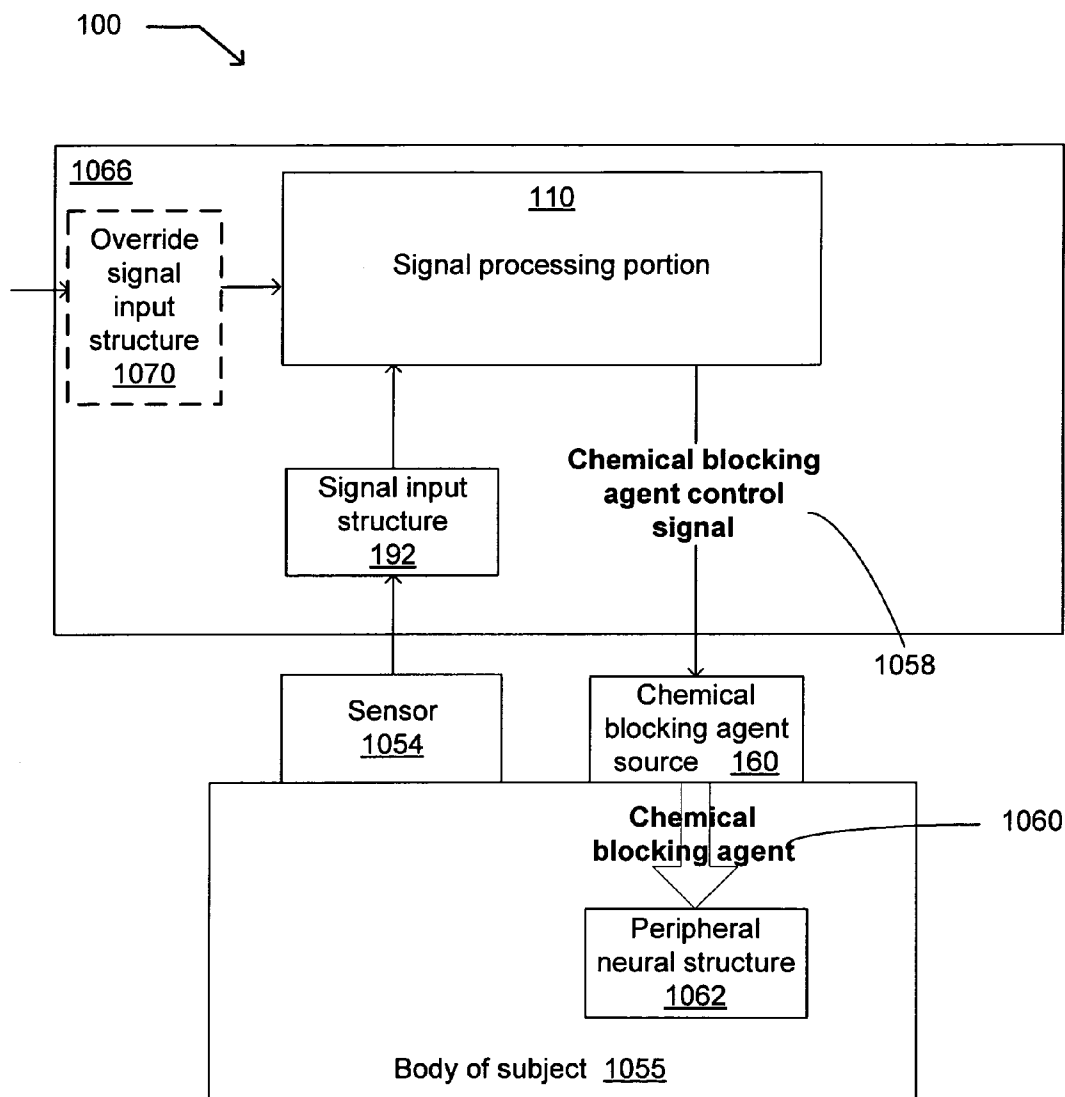 100
1066
110
Override
signal
input
structure
1070
Signal processing portion
Signal input
structure
192
Chemical blocking
agent control
signal
1058
Sensor
1054
Chemical
blocking agent
source 160
Chemical
blocking agent
1060
Peripheral
neural structure
1062
Body of subject 1055